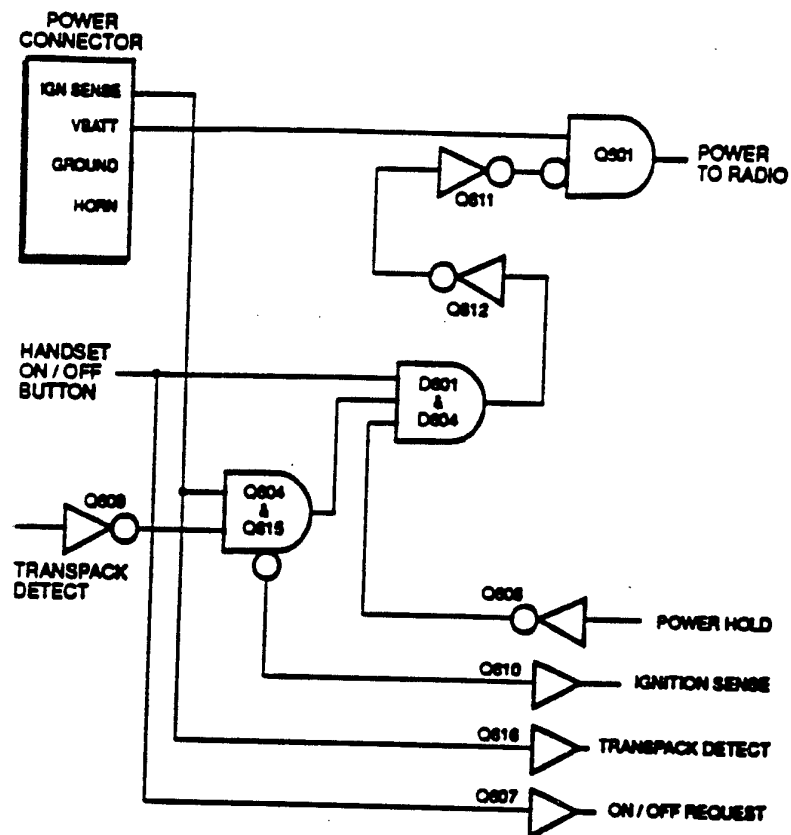 POWER
CONNECTOR
IGN SENSE
VBATT
GROUND
HORN
Q601
POWER
TO RADIO
Q611
Q612
HANDSET
ON / OFF
BUTTON
D601
&
D604
Q609
Q604
&
Q615
TRANSPACK
DETECT
POWER HOLD
Q610
IGNITION SENSE
Q616
TRANSPACK DETECT
Q607
ON / OFF REQUEST